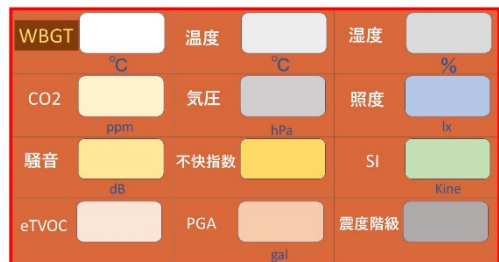 WBGT 温度 湿度
℃ ℃ %
CO2 気圧 照度
ppm hPa lx
騒音 不快指数 SI
dB Kine
eTVOC PGA 震度階級
gal